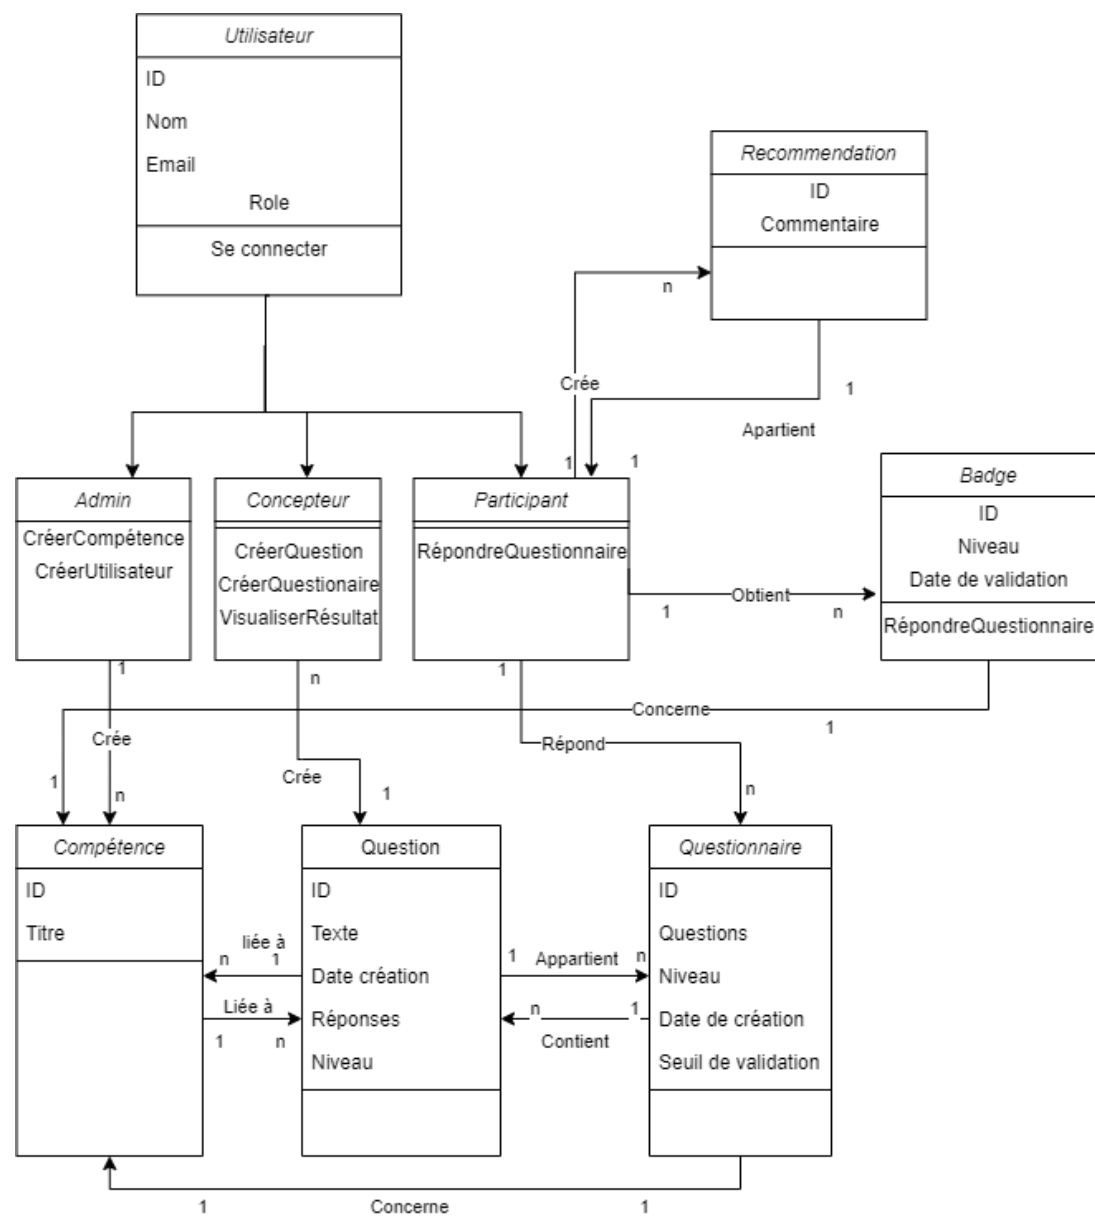 Utilisateur
ID
Nom
Email
Role
Se connecter
Recommendation
ID
Commentaire
n
Crée
1
Apartient
1
1
Admin
CréerCompétence
CréerUtilisateur
Concepteur
CréerQuestion
CréerQuestionaire
VisualiserRésultat
Participant
RépondreQuestionnaire
Badge
ID
Niveau
Date de validation
RépondreQuestionnaire
1
Obtient
n
1
n
1
Concerne
1
Crée
Répond
1
n
Crée
1
n
Compétence
ID
Titre
Question
ID
Texte
Date création
Réponses
Niveau
Questionnaire
ID
Questions
Niveau
Date de création
Seuil de validation
liée à
n
1
Liée à
1
n
1
Appartient
n
n
1
Contient
1
Concerne
1